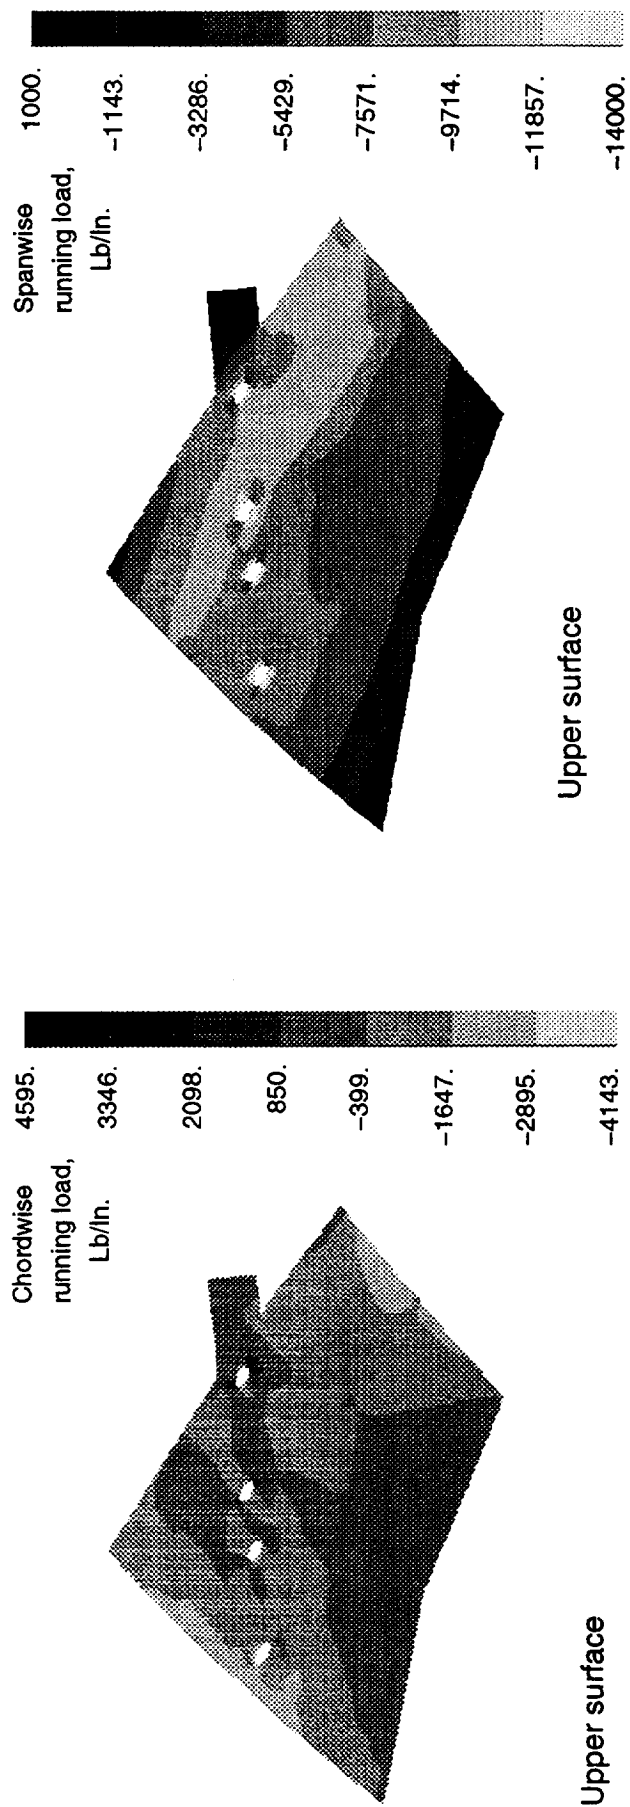 Chordwise
running load,
Lb/In.
4595.
3346.
2098.
850.
-399.
-1647.
-2895.
-4143.
Upper surface
Spanwise
running load,
Lb/In.
1000.
-1143.
-3286.
-5429.
-7571.
-9714.
-11857.
-14000.
Upper surface